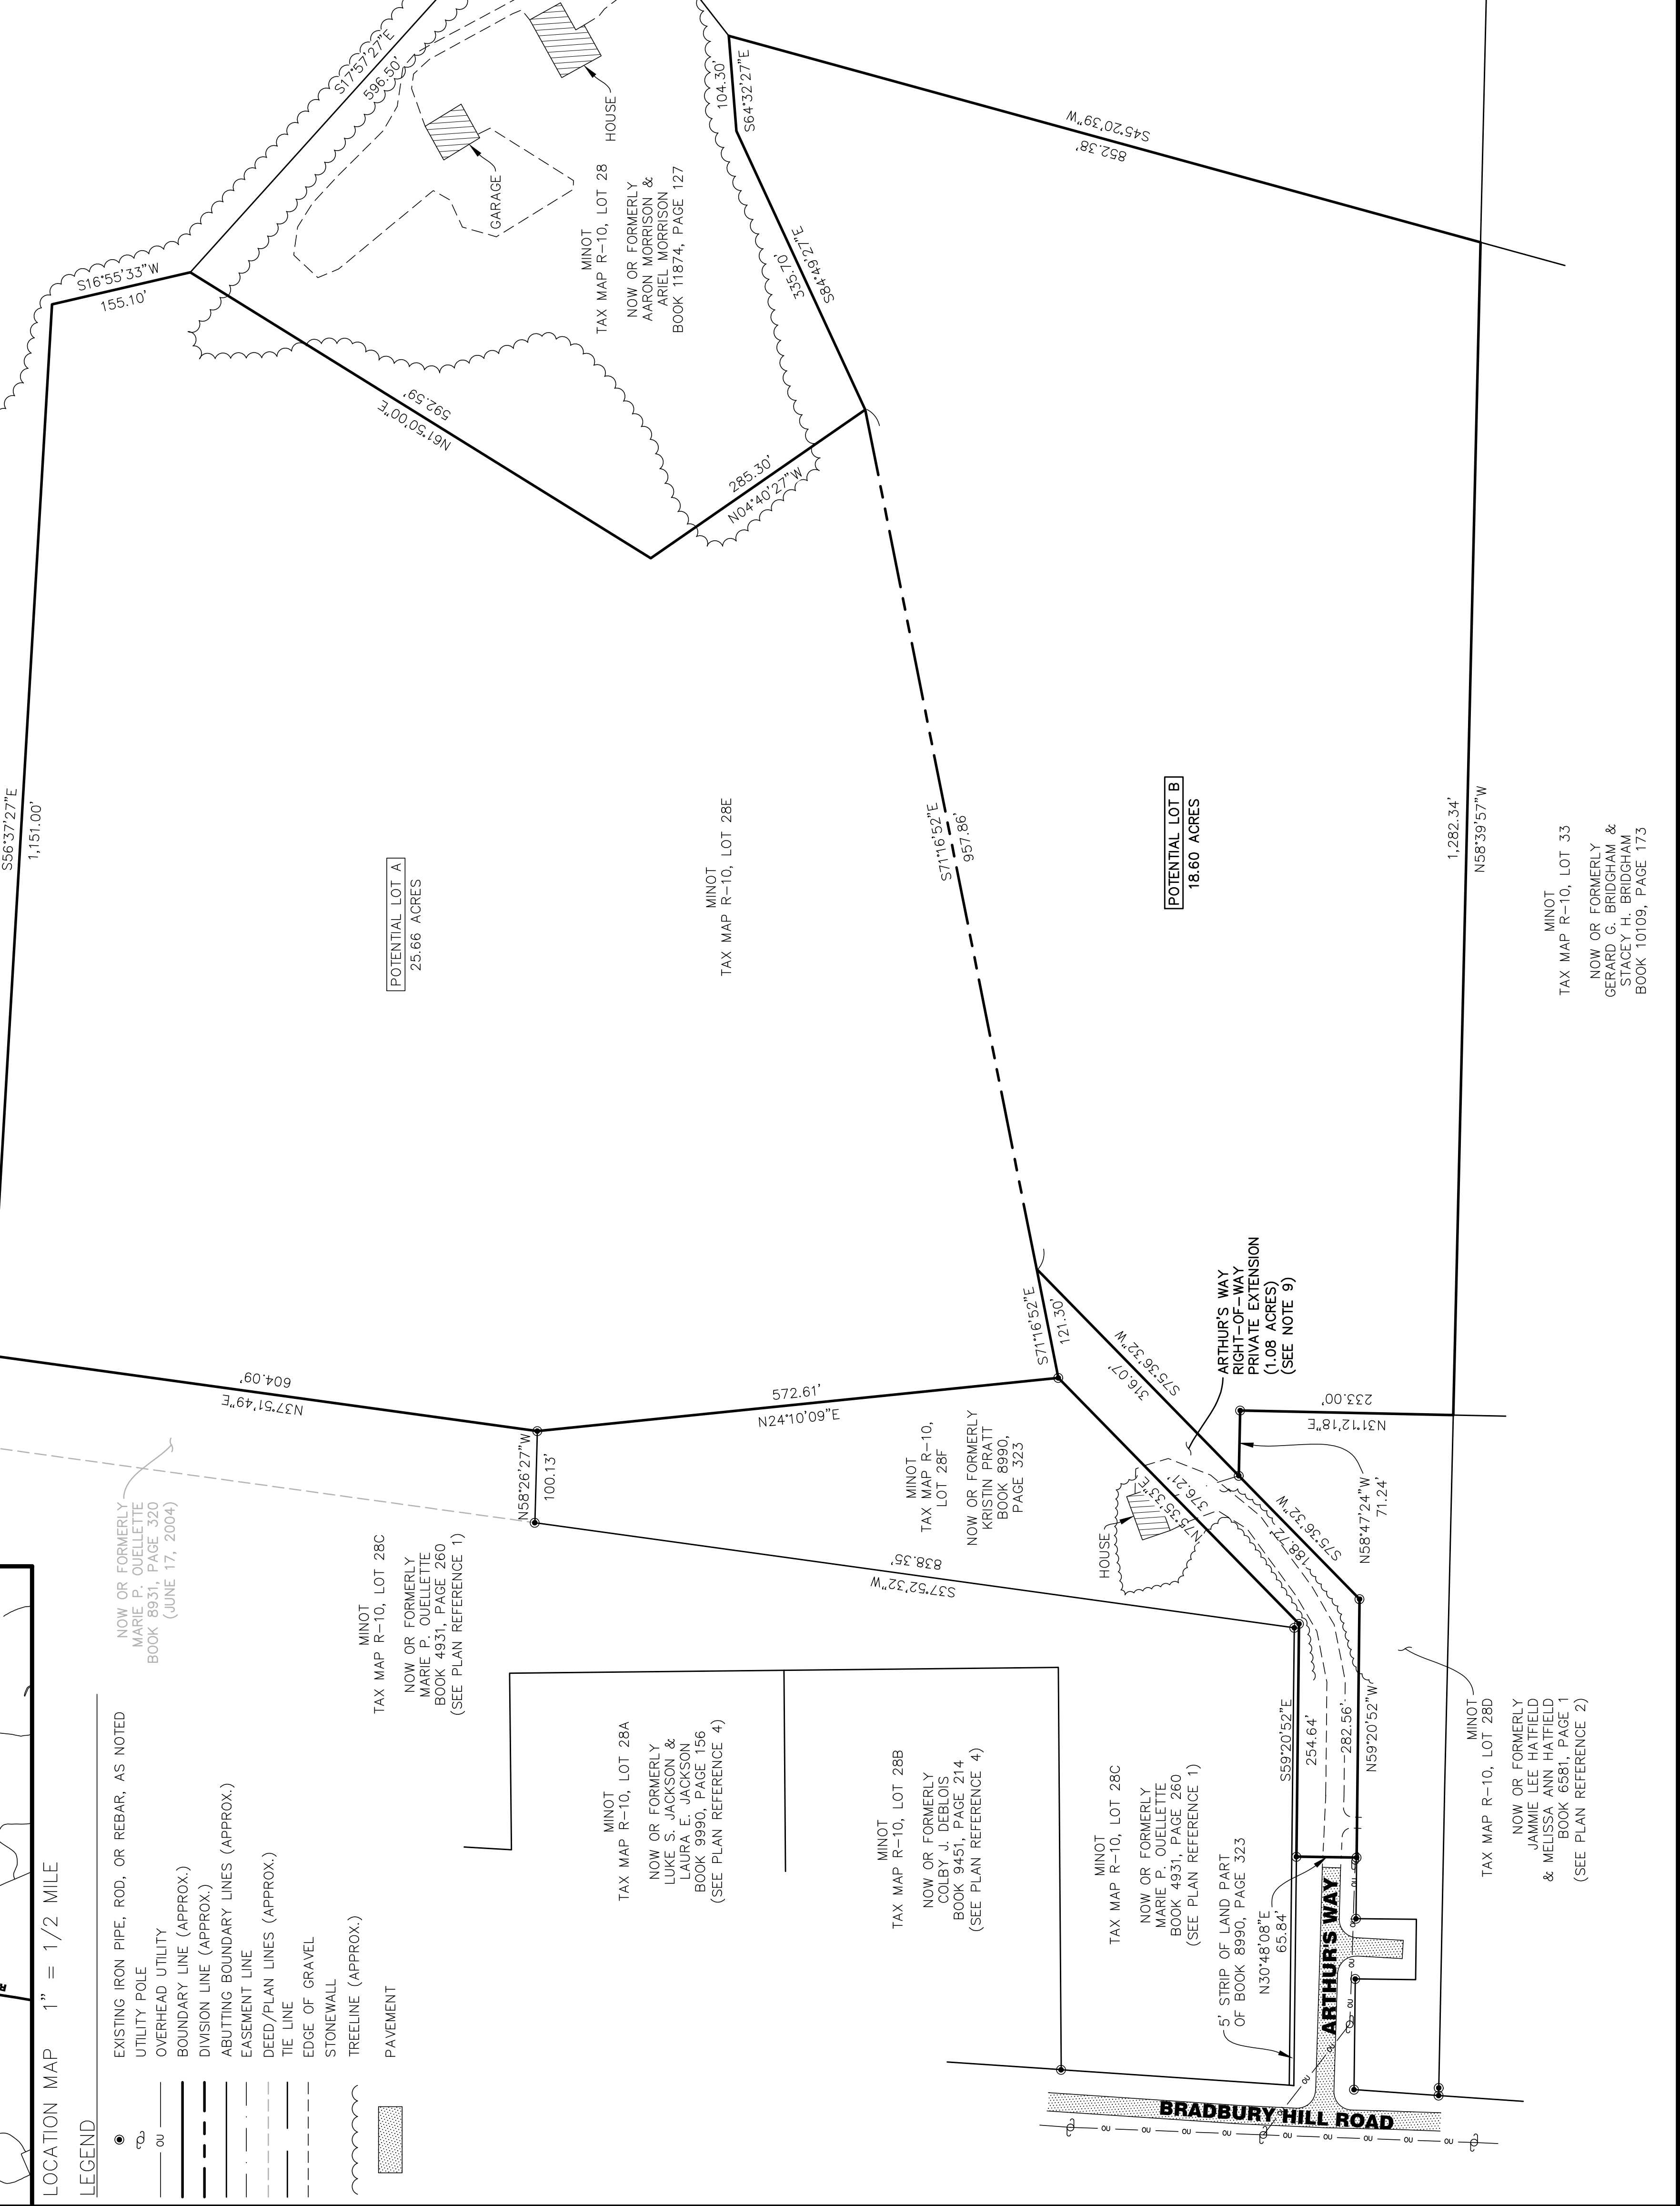 LOCATION MAP 1" = 1/2 MILE
LEGEND
EXISTING IRON PIPE, ROD, OR REBAR, AS NOTED
UTILITY POLE
OU
OVERHEAD UTILITY
BOUNDARY LINE (APPROX.)
DIVISION LINE (APPROX.)
ABUTTING BOUNDARY LINES (APPROX.)
EASEMENT LINE
DEED/PLAN LINES (APPROX.)
TIE LINE
EDGE OF GRAVEL
STONEWALL
TREELINE (APPROX.)
PAVEMENT
NOW OR FORMERLY
MARIE P. OUELLETTE
BOOK 8931, PAGE 320
(JUNE 17, 2004)
S56°37'27"E
1,151.00'
S16°55'33"W
155.10'
S17°57'27"E
596.50'
N37°51'49"E
604.09'
N58°26'27"W
100.13'
572.61'
N24°10'09"E
838.35'
S37°52'32"W
592.59'
N61°50'00"E
285.30'
N04°40'27"W
335.70'
S84°49'27"E
104.30'
S64°32'27"E
S45°20'39"W
852.38'
GARAGE
HOUSE
MINOT
TAX MAP R-10, LOT 28
NOW OR FORMERLY
AARON MORRISON &
ARIEL MORRISON
BOOK 11874, PAGE 127
POTENTIAL LOT A
25.66 ACRES
MINOT
TAX MAP R-10, LOT 28E
S71°16'52"E
957.86'
POTENTIAL LOT B
18.60 ACRES
1,282.34'
N58°39'57"W
MINOT
TAX MAP R-10, LOT 33
NOW OR FORMERLY
GERARD G. BRIDGHAM &
STACEY H. BRIDGHAM
BOOK 10109, PAGE 173
MINOT
TAX MAP R-10, LOT 28C
NOW OR FORMERLY
MARIE P. OUELLETTE
BOOK 4931, PAGE 260
(SEE PLAN REFERENCE 1)
MINOT
TAX MAP R-10, LOT 28A
NOW OR FORMERLY
LUKE S. JACKSON &
LAURA E. JACKSON
BOOK 9990, PAGE 156
(SEE PLAN REFERENCE 4)
MINOT
TAX MAP R-10, LOT 28B
NOW OR FORMERLY
COLBY J. DEBLOIS
BOOK 9451, PAGE 214
(SEE PLAN REFERENCE 4)
MINOT
TAX MAP R-10,
LOT 28F
NOW OR FORMERLY
KRISTIN PRATT
BOOK 8990,
PAGE 323
S71°16'52"E
121.30'
S75°36'32"W
316.07'
ARTHUR'S WAY
RIGHT-OF-WAY
PRIVATE EXTENSION
(1.08 ACRES)
(SEE NOTE 9)
233.00'
N31°12'18"E
HOUSE
N75°35'33"E
376.21'
S75°36'32"W
188.72'
N58°47'24"W
71.24'
MINOT
TAX MAP R-10, LOT 28C
NOW OR FORMERLY
MARIE P. OUELLETTE
BOOK 4931, PAGE 260
(SEE PLAN REFERENCE 1)
5' STRIP OF LAND PART
OF BOOK 8990, PAGE 323
N30°48'08"E
65.84'
S59°20'52"E
254.64'
282.56'
N59°20'52"W
MINOT
TAX MAP R-10, LOT 28D
NOW OR FORMERLY
JAMMIE LEE HATFIELD
& MELISSA ANN HATFIELD
BOOK 6581, PAGE 1
(SEE PLAN REFERENCE 2)
ARTHUR'S WAY
OU
OU
OU
OU
OU
OU
BRADBURY HILL ROAD
OU
OU
OU
OU
OU
OU
OU
OU
OU